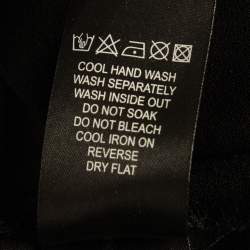 COOL HAND WASH
WASH SEPARATELY
WASH INSIDE OUT
DO NOT SOAK
DO NOT BLEACH
COOL IRON ON
REVERSE
DRY FLAT